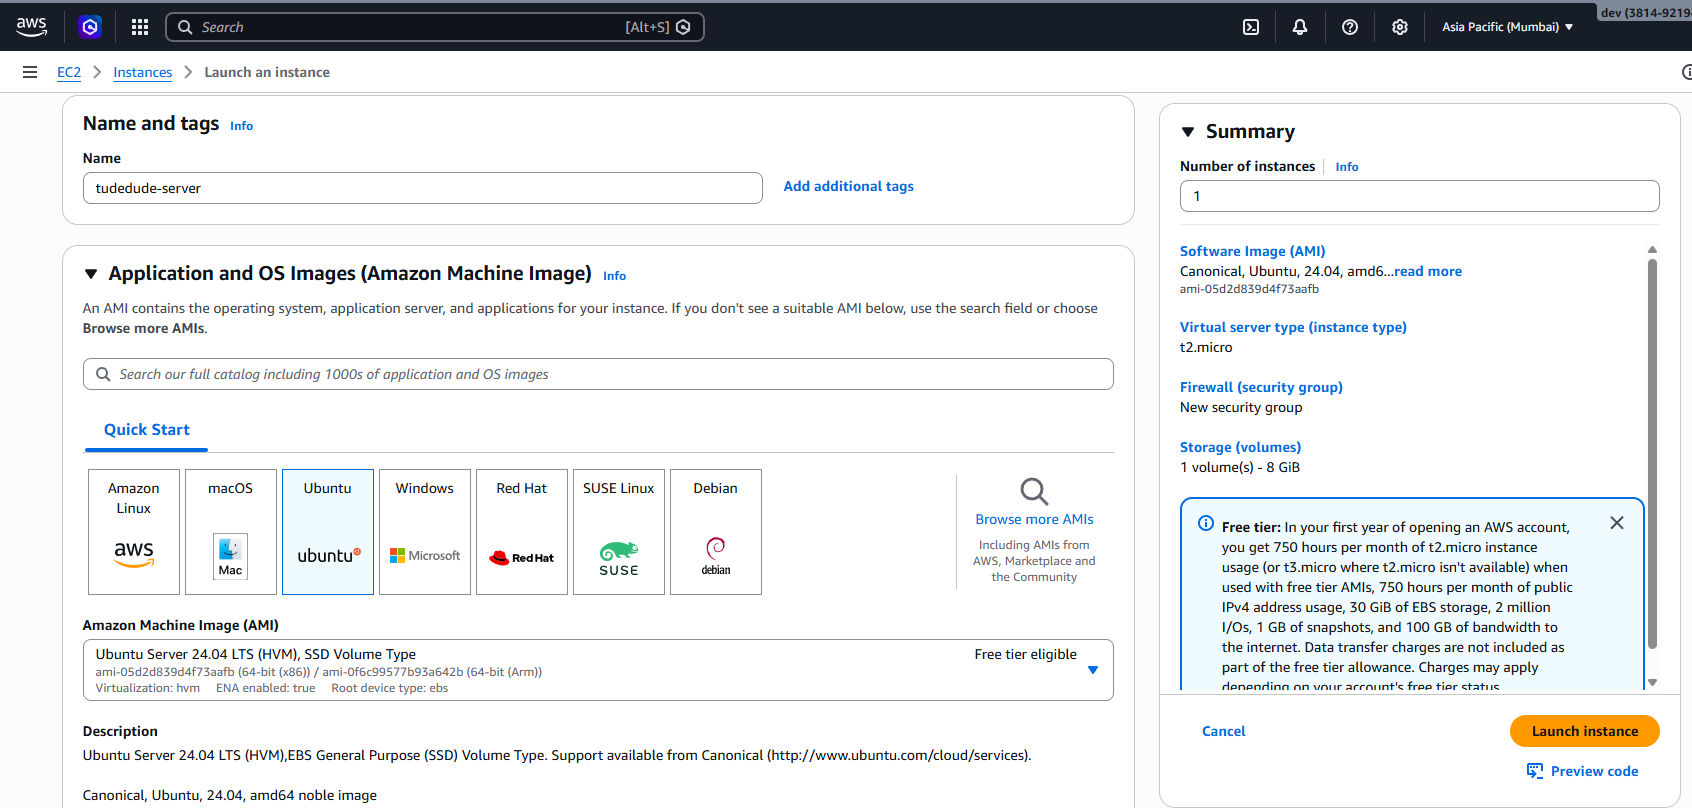 dev (3814-9219-
aws
Search
[Alt+S]
Asia Pacific (Mumbai)
EC2
Instances
Launch an instance
Name and tags Info
Name
tudedude-server
Add additional tags
Application and OS Images (Amazon Machine Image) Info
An AMI contains the operating system, application server, and applications for your instance. If you don't see a suitable AMI below, use the search field or choose
Browse more AMIs.
Search our full catalog including 1000s of application and OS images
Quick Start
Amazon
Linux
aws
macOS
Mac
Ubuntu
ubuntu
Windows
Microsoft
Red Hat
Red Hat
SUSE Linux
SUSE
Debian
debian
Browse more AMIs
Including AMIs from
AWS, Marketplace and
the Community
Amazon Machine Image (AMI)
Ubuntu Server 24.04 LTS (HVM), SSD Volume Type
Free tier eligible
ami-05d2d839d4f73aafb (64-bit (x86)) / ami-0f6c99577b93a642b (64-bit (Arm))
Virtualization: hvm ENA enabled: true Root device type: ebs
Description
Ubuntu Server 24.04 LTS (HVM),EBS General Purpose (SSD) Volume Type. Support available from Canonical (http://www.ubuntu.com/cloud/services).
Canonical, Ubuntu, 24.04, amd64 noble image
Summary
Number of instances Info
1
Software Image (AMI)
Canonical, Ubuntu, 24.04, amd6...read more
ami-05d2d839d4f73aafb
Virtual server type (instance type)
t2.micro
Firewall (security group)
New security group
Storage (volumes)
1 volume(s) - 8 GiB
Free tier: In your first year of opening an AWS account,
you get 750 hours per month of t2.micro instance
usage (or t3.micro where t2.micro isn't available) when
used with free tier AMIs, 750 hours per month of public
IPv4 address usage, 30 GiB of EBS storage, 2 million
I/Os, 1 GB of snapshots, and 100 GB of bandwidth to
the internet. Data transfer charges are not included as
part of the free tier allowance. Charges may apply
depending on your account's free tier status
Cancel
Launch instance
Preview code